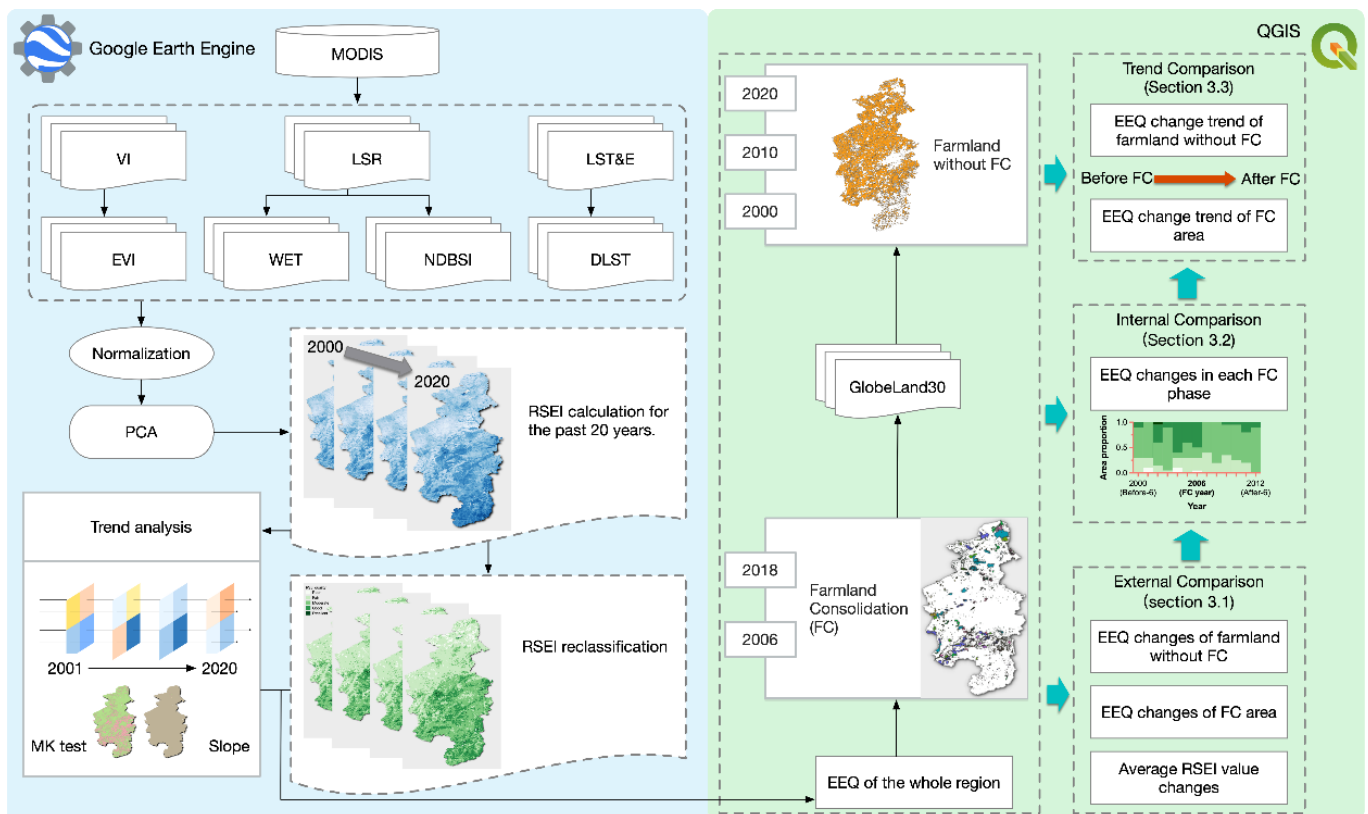 Google Earth Engine
MODIS
VI
LSR
LST&E
EVI
WET
NDBSI
DLST
Normalization
PCA
2000
2020
RSEI calculation for
the past 20 years.
Trend analysis
2001
2020
MK test
Slope
RSEI reclassification
QGIS
2020
2010
2000
Farmland
without FC
GlobeLand30
2018
2006
Farmland
Consolidation
(FC)
EEQ of the whole region
Trend Comparison
(Section 3.3)
EEQ change trend of
farmland without FC
Before FC
After FC
EEQ change trend of FC
area
Internal Comparison
(Section 3.2)
EEQ changes in each FC
phase
Area proportion
1.0
0.5
0.0
2000
(Before-6)
2006
(FC year)
2012
(After-6)
Year
External Comparison
(section 3.1)
EEQ changes of farmland
without FC
EEQ changes of FC area
Average RSEI value
changes